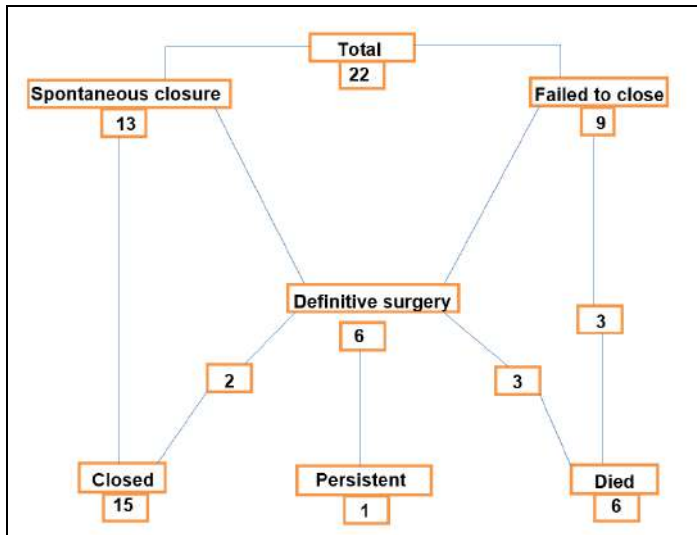 Total
22
Spontaneous closure
13
Failed to close
9
Definitive surgery
6
3
2
3
Closed
15
Persistent
1
Died
6